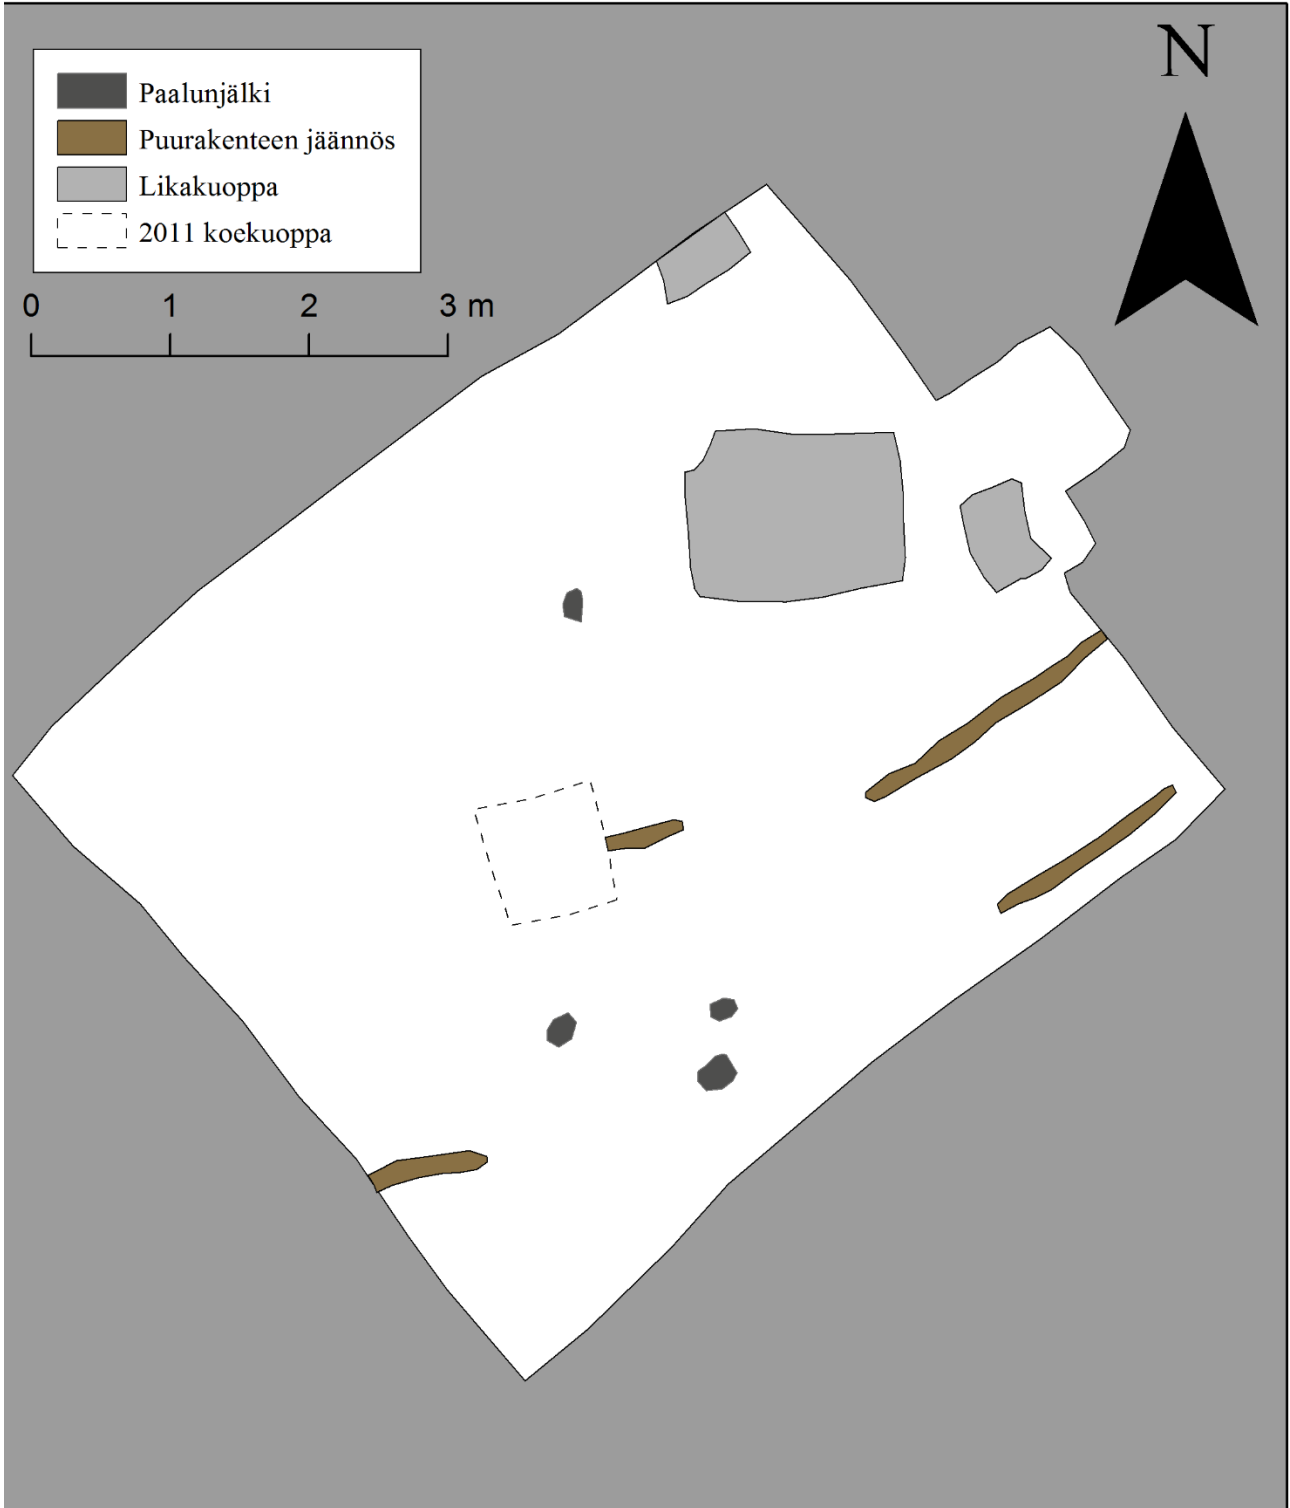 N
Paalunjälki
Puurakenteen jäännös
Likakuoppa
2011 koekuoppa
0 1 2 3 m